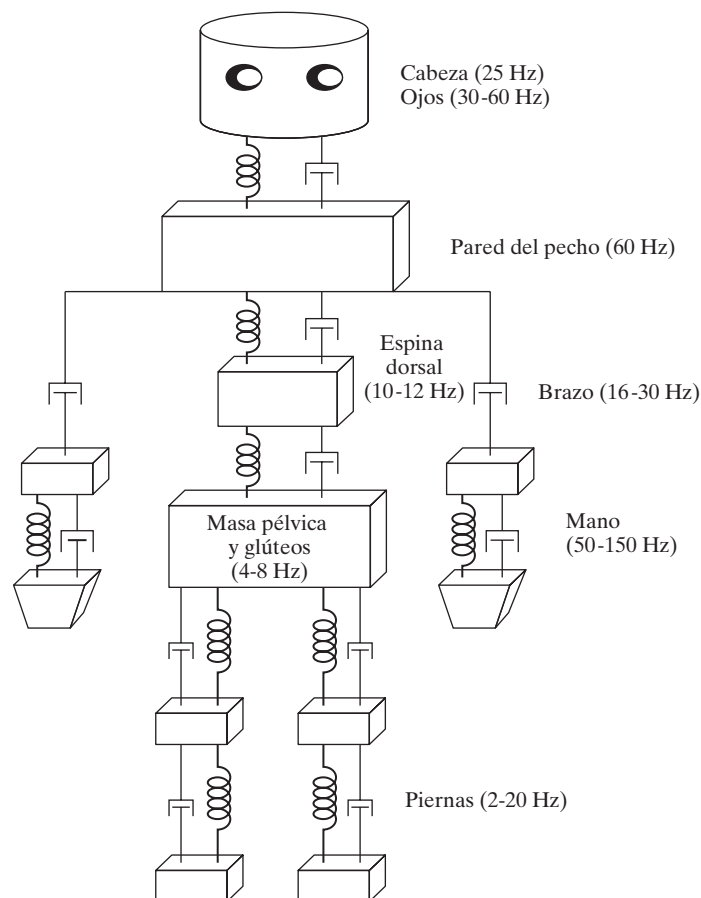 Cabeza (25 Hz)
Ojos (30-60 Hz)
Pared del pecho (60 Hz)
Espina
dorsal
(10-12 Hz)
Brazo (16-30 Hz)
Masa pélvica
y glúteos
(4-8 Hz)
Mano
(50-150 Hz)
Piernas (2-20 Hz)